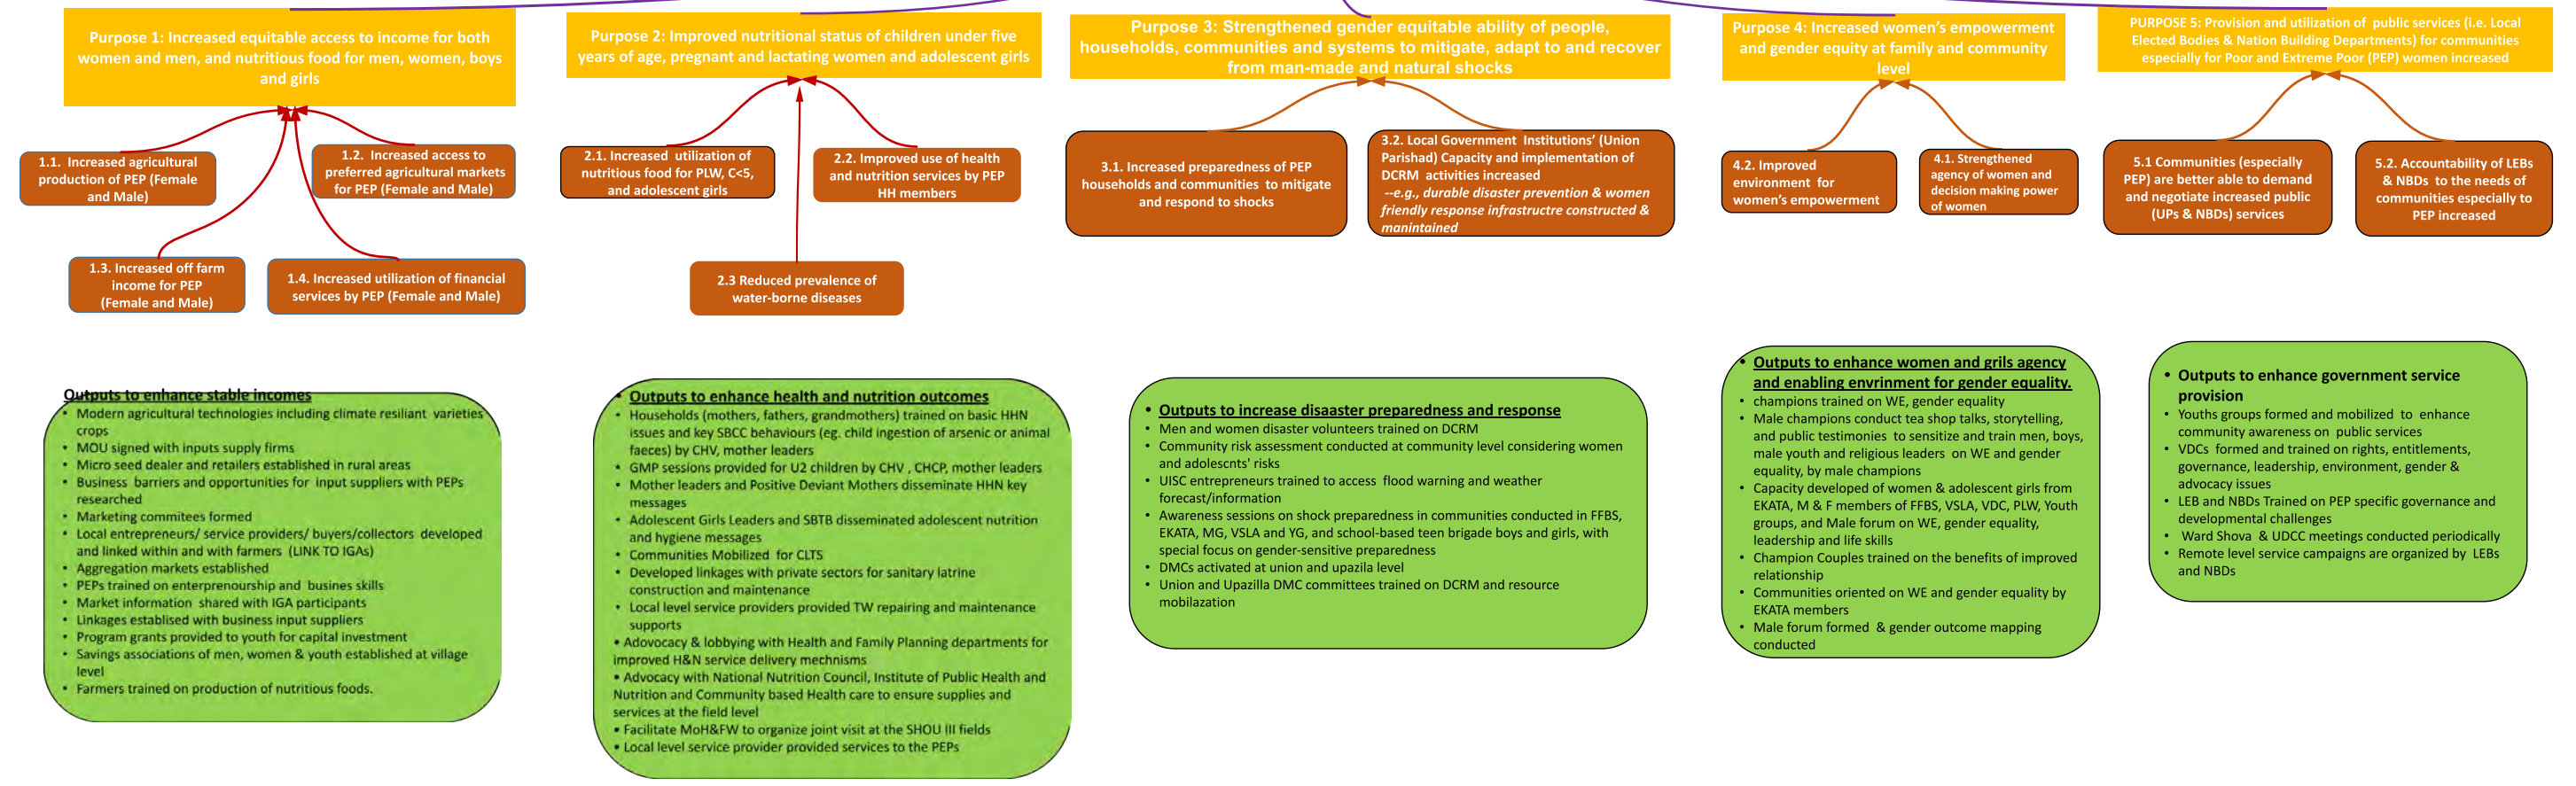 Purpose 1: Increased equitable access to income for both
women and men, and nutritious food for men, women, boys
and girls
1.1.  Increased agricultural
production of PEP (Female
and Male)
1.2.  Increased access to
preferred agricultural markets
for PEP (Female and Male)
1.3. Increased off farm
income for PEP
(Female and Male)
1.4. Increased utilization of financial
services by PEP (Female and Male)
Purpose 2: Improved nutritional status of children under five
years of age, pregnant and lactating women and adolescent girls
2.1. Increased  utilization of
nutritious food for PLW, C<5,
and adolescent girls
2.2. Improved use of health
and nutrition services by PEP
HH members
2.3 Reduced prevalence of
water-borne diseases
Purpose 3: Strengthened gender equitable ability of people,
households, communities and systems to mitigate, adapt to and recover
from man-made and natural shocks
3.1. Increased preparedness of PEP
households and communities  to mitigate
and respond to shocks
3.2. Local Government  Institutions’ (Union
Parishad) Capacity and implementation of
DCRM  activities increased
--e.g., durable disaster prevention & women
friendly response infrastructre constructed &
manintained
Purpose 4: Increased women’s empowerment
and gender equity at family and community
level
4.2. Improved
environment  for
women’s empowerment
4.1. Strengthened
agency of women and
decision making power
of women
PURPOSE 5: Provision and utilization of  public services (i.e. Local
Elected Bodies & Nation Building Departments) for communities
especially for Poor and Extreme Poor (PEP) women increased
5.1 Communities (especially
PEP) are better able to demand
and negotiate increased public
(UPs & NBDs) services
5.2. Accountability of LEBs
& NBDs  to the needs of
communities especially to
PEP increased
Outputs to enhance stable incomes
• Modern agricultural technologies including climate resiliant  varieties
crops
• MOU signed with inputs supply firms
• Micro seed dealer and retailers established in rural areas
• Business  barriers and opportunities for  input suppliers with PEPs
researched
• Marketing commitees formed
• Local entrepreneurs/ service providers/ buyers/collectors  developed
and linked within and with farmers  (LINK TO IGAs)
• Aggregation markets established
• PEPs trained on enterprenourship and  busines skills
• Market information  shared with IGA participants
• Linkages establised with business input suppliers
• Program grants provided to youth for capital investment
• Savings associations of men, women & youth established at village
level
• Farmers trained on production of nutritious foods.
• Outputs to enhance health and nutrition outcomes
• Households (mothers, fathers, grandmothers) trained on basic HHN
issues and key SBCC behaviours (eg. child ingestion of arsenic or animal
faeces) by CHV, mother leaders
• GMP sessions provided for U2 children by CHV , CHCP, mother leaders
• Mother leaders and Positive Deviant Mothers disseminate HHN key
messages
• Adolescent Girls Leaders and SBTB disseminated adolescent nutrition
and hygiene messages
• Communities Mobilized  for CLTS
• Developed linkages with private sectors for sanitary latrine
construction and maintenance
• Local level service providers provided TW repairing and maintenance
supports
• Adovocacy & lobbying with Health and Family Planning departments for
improved H&N service delivery mechnisms
• Advocacy with National Nutrition Council, Institute of Public Health and
Nutrition and Community based Health care to ensure supplies and
services at the field level
• Facilitate MoH&FW to organize joint visit at the SHOU III fields
• Local level service provider provided services to the PEPs
• Outputs to increase disaaster preparedness and response
• Men and women disaster volunteers trained on DCRM
• Community risk assessment conducted at community level considering women
and adolescnts' risks
• UISC entrepreneurs trained to access  flood warning and weather
forecast/information
• Awareness sessions on shock preparedness in communities conducted in FFBS,
EKATA, MG, VSLA and YG, and school-based teen brigade boys and girls, with
special focus on gender-sensitive preparedness
• DMCs activated at union and upazila level
• Union and Upazilla DMC committees trained on DCRM and resource
mobilazation
• Outputs to enhance women and grils agency
and enabling envrinment for gender equality.
• champions trained on WE, gender equality
• Male champions conduct tea shop talks, storytelling,
and public testimonies  to sensitize and train men, boys,
male youth and religious leaders  on WE and gender
equality, by male champions
• Capacity developed of women & adolescent girls from
EKATA, M & F members of FFBS, VSLA, VDC, PLW, Youth
groups, and Male forum on WE, gender equality,
leadership and life skills
• Champion Couples trained on the benefits of improved
relationship
• Communities oriented on WE and gender equality by
EKATA members
• Male forum formed  & gender outcome mapping
conducted
• Outputs to enhance government service
provision
• Youths groups formed and mobilized  to  enhance
community awareness on  public services
• VDCs  formed and trained on rights, entitlements,
governance, leadership, environment, gender &
advocacy issues
• LEB and NBDs Trained on PEP specific governance and
developmental challenges
• Ward Shova  & UDCC meetings conducted periodically
• Remote level service campaigns are organized by  LEBs
and NBDs